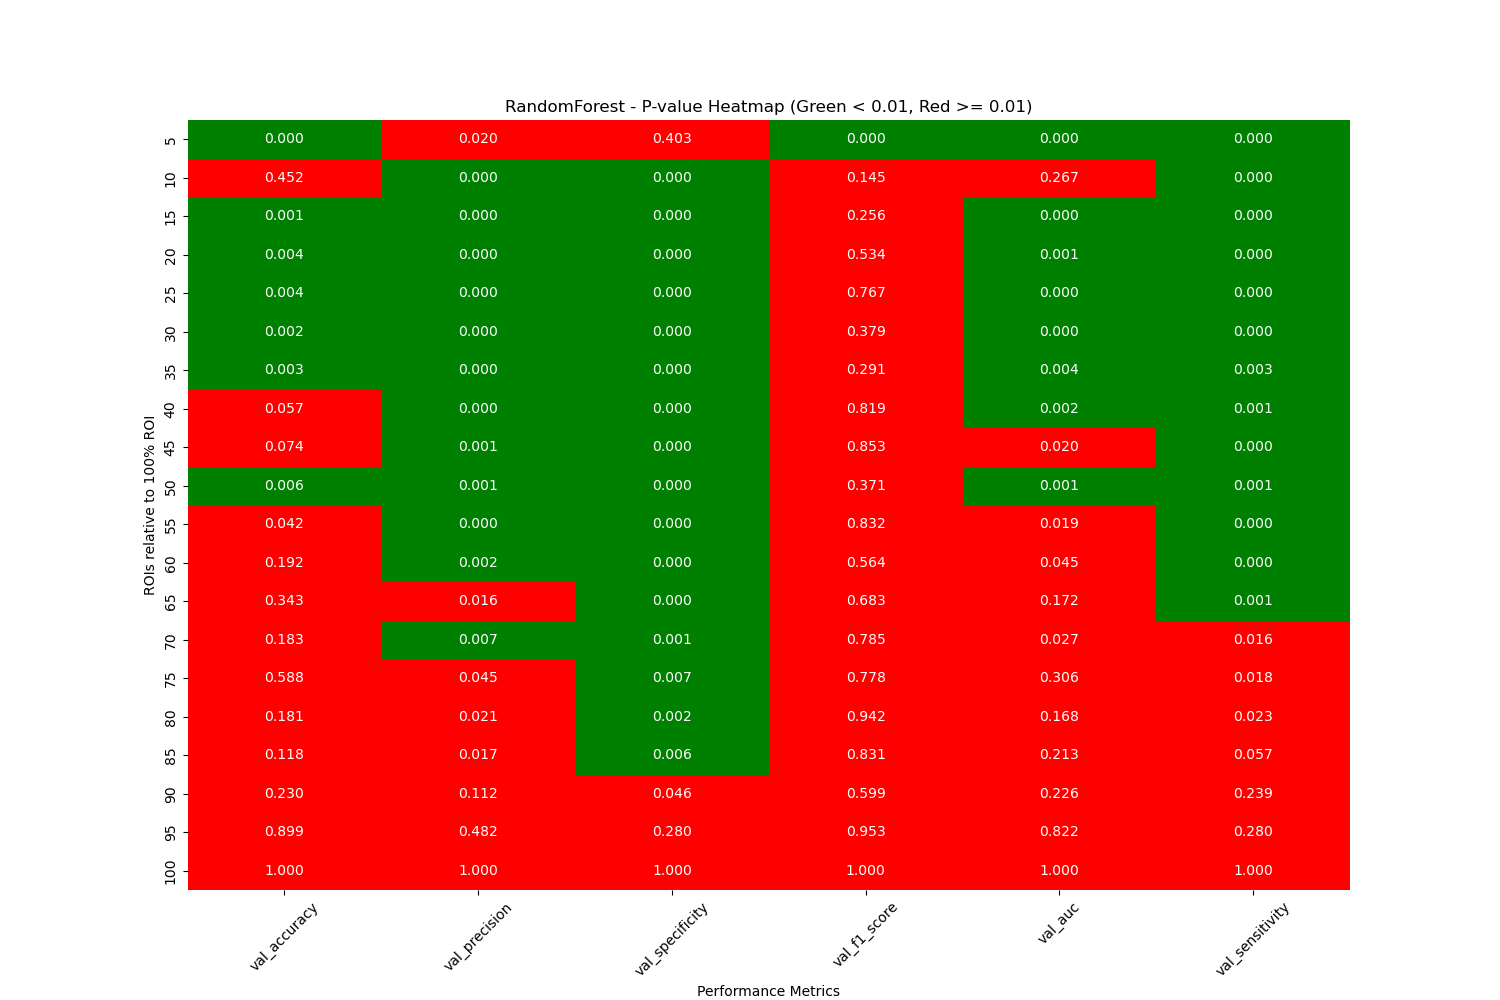 RandomForest - P-value Heatmap (Green < 0.01, Red >= 0.01)
ROIs relative to 100% ROI
5 0.000 0.020 0.403 0.000 0.000 0.000
10 0.452 0.000 0.000 0.145 0.267 0.000
15 0.001 0.000 0.000 0.256 0.000 0.000
20 0.004 0.000 0.000 0.534 0.001 0.000
25 0.004 0.000 0.000 0.767 0.000 0.000
30 0.002 0.000 0.000 0.379 0.000 0.000
35 0.003 0.000 0.000 0.291 0.004 0.003
40 0.057 0.000 0.000 0.819 0.002 0.001
45 0.074 0.001 0.000 0.853 0.020 0.000
50 0.006 0.001 0.000 0.371 0.001 0.001
55 0.042 0.000 0.000 0.832 0.019 0.000
60 0.192 0.002 0.000 0.564 0.045 0.000
65 0.343 0.016 0.000 0.683 0.172 0.001
70 0.183 0.007 0.001 0.785 0.027 0.016
75 0.588 0.045 0.007 0.778 0.306 0.018
80 0.181 0.021 0.002 0.942 0.168 0.023
85 0.118 0.017 0.006 0.831 0.213 0.057
90 0.230 0.112 0.046 0.599 0.226 0.239
95 0.899 0.482 0.280 0.953 0.822 0.280
100 1.000 1.000 1.000 1.000 1.000 1.000
val_accuracy val_precision val_specificity val_f1_score val_auc val_sensitivity
Performance Metrics